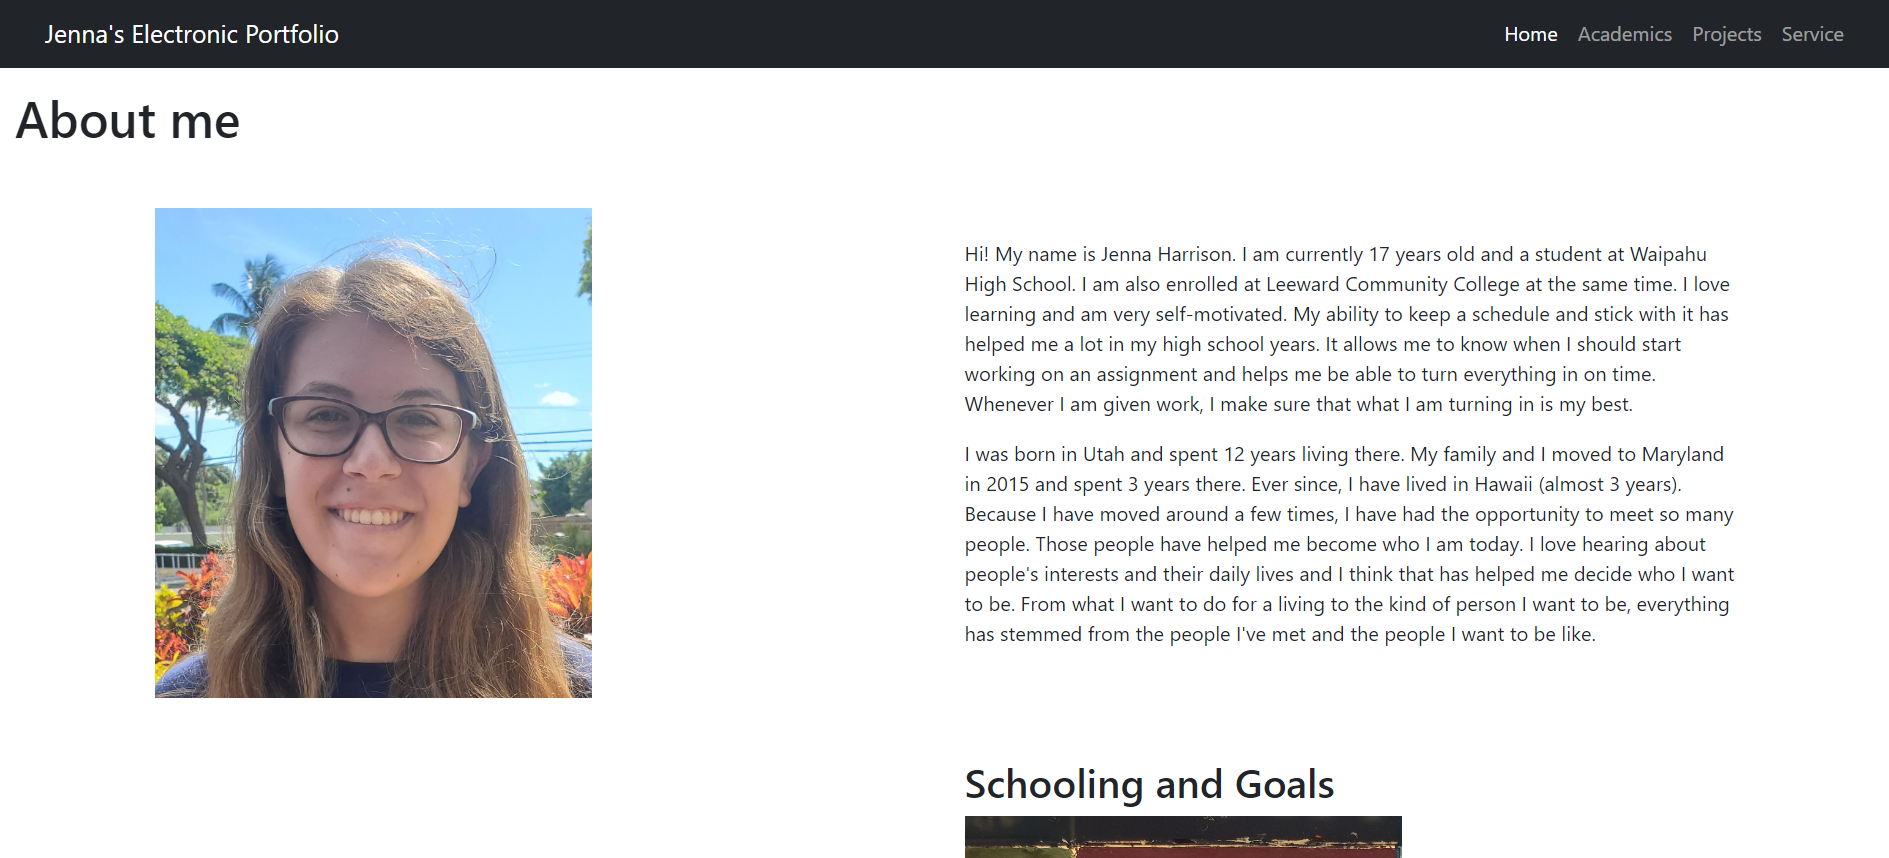 Jenna's Electronic Portfolio
Home Academics Projects Service
About me
Hi! My name is Jenna Harrison. I am currently 17 years old and a student at Waipahu
High School. I am also enrolled at Leeward Community College at the same time. I love
learning and am very self-motivated. My ability to keep a schedule and stick with it has
helped me a lot in my high school years. It allows me to know when I should start
working on an assignment and helps me be able to turn everything in on time.
Whenever I am given work, I make sure that what I am turning in is my best.
I was born in Utah and spent 12 years living there. My family and I moved to Maryland
in 2015 and spent 3 years there. Ever since, I have lived in Hawaii (almost 3 years).
Because I have moved around a few times, I have had the opportunity to meet so many
people. Those people have helped me become who I am today. I love hearing about
people's interests and their daily lives and I think that has helped me decide who I want
to be. From what I want to do for a living to the kind of person I want to be, everything
has stemmed from the people I've met and the people I want to be like.
Schooling and Goals